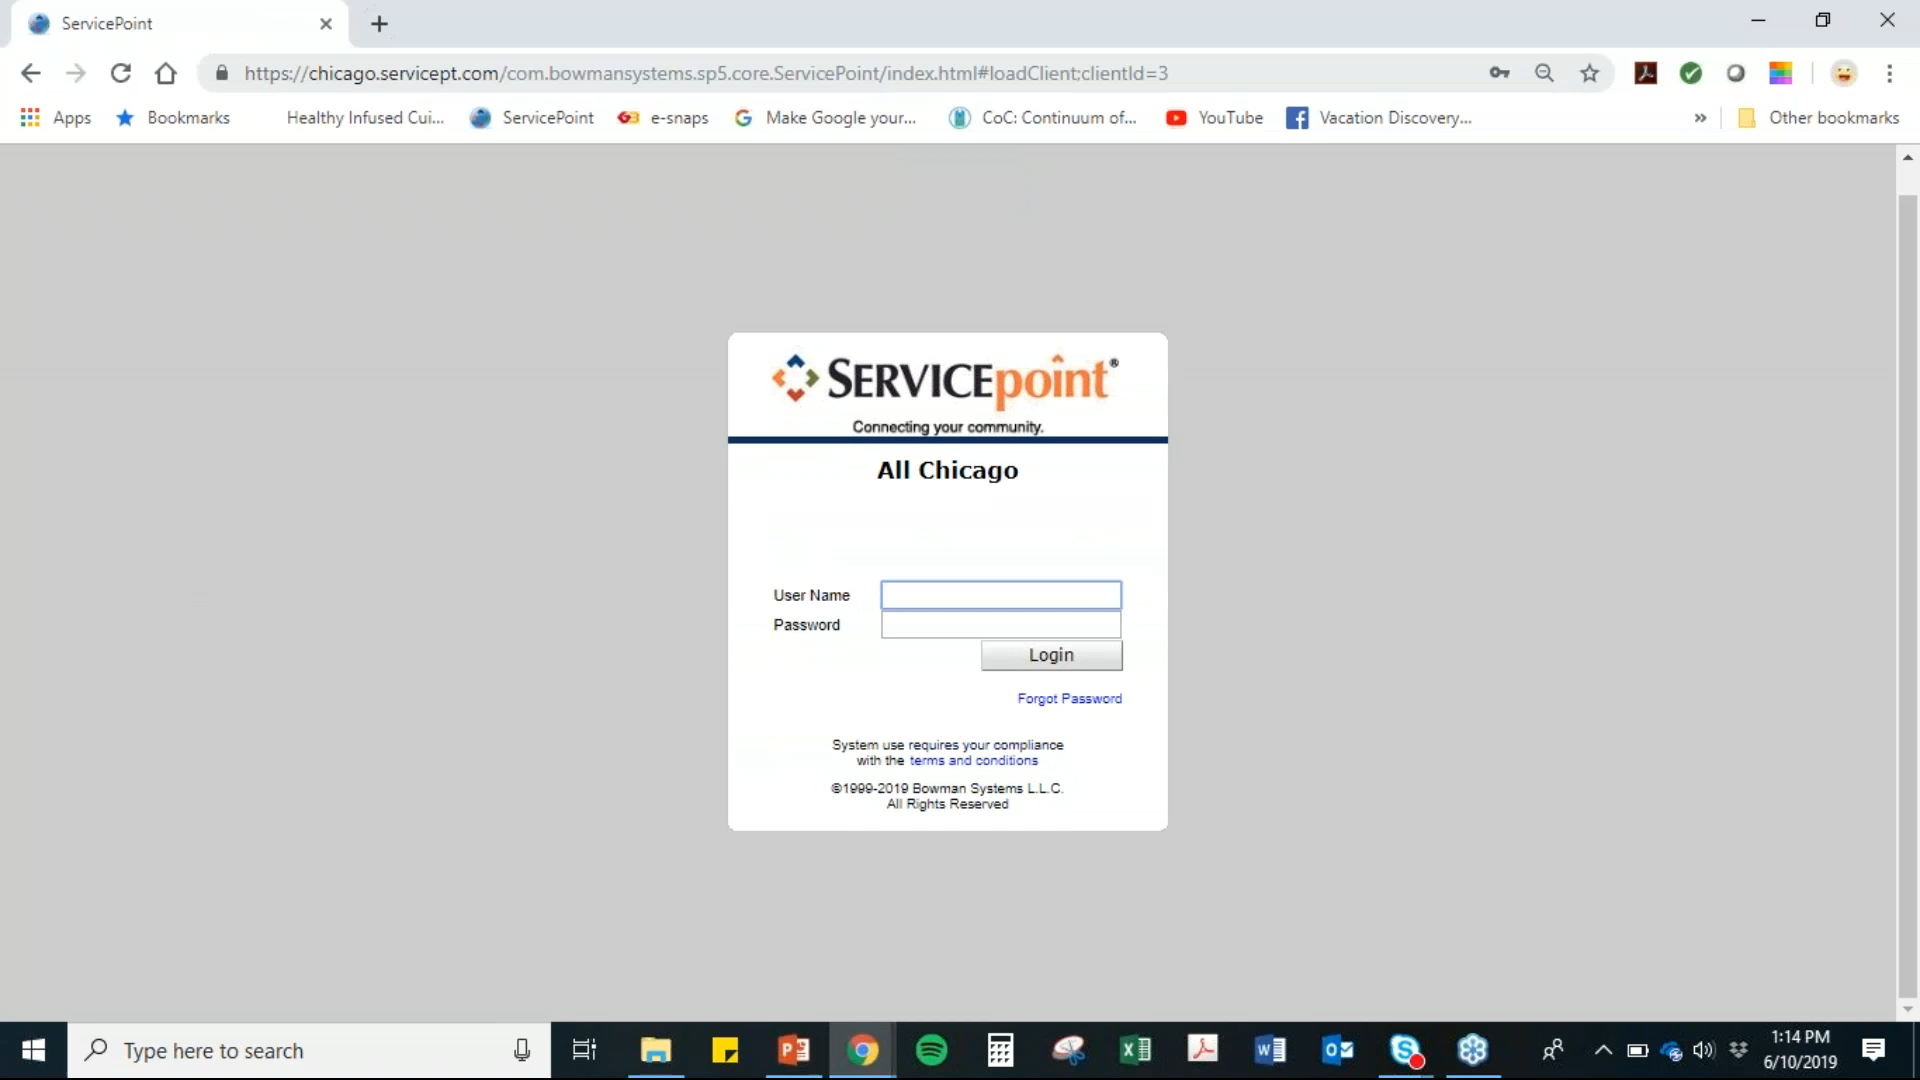 ServicePoint
https://chicago.servicept.com/com.bowmansystems.sp5.core.ServicePoint/index.html#loadClient;clientId=3
Apps Bookmarks Healthy Infused Cui... ServicePoint e-snaps Make Google your... CoC: Continuum of... YouTube Vacation Discovery... » Other bookmarks
SERVICEpoint®
Connecting your community.
All Chicago
User Name
Password
Login
Forgot Password
System use requires your compliance
with the terms and conditions
©1999-2019 Bowman Systems L.L.C.
All Rights Reserved
Type here to search
1:14 PM
6/10/2019